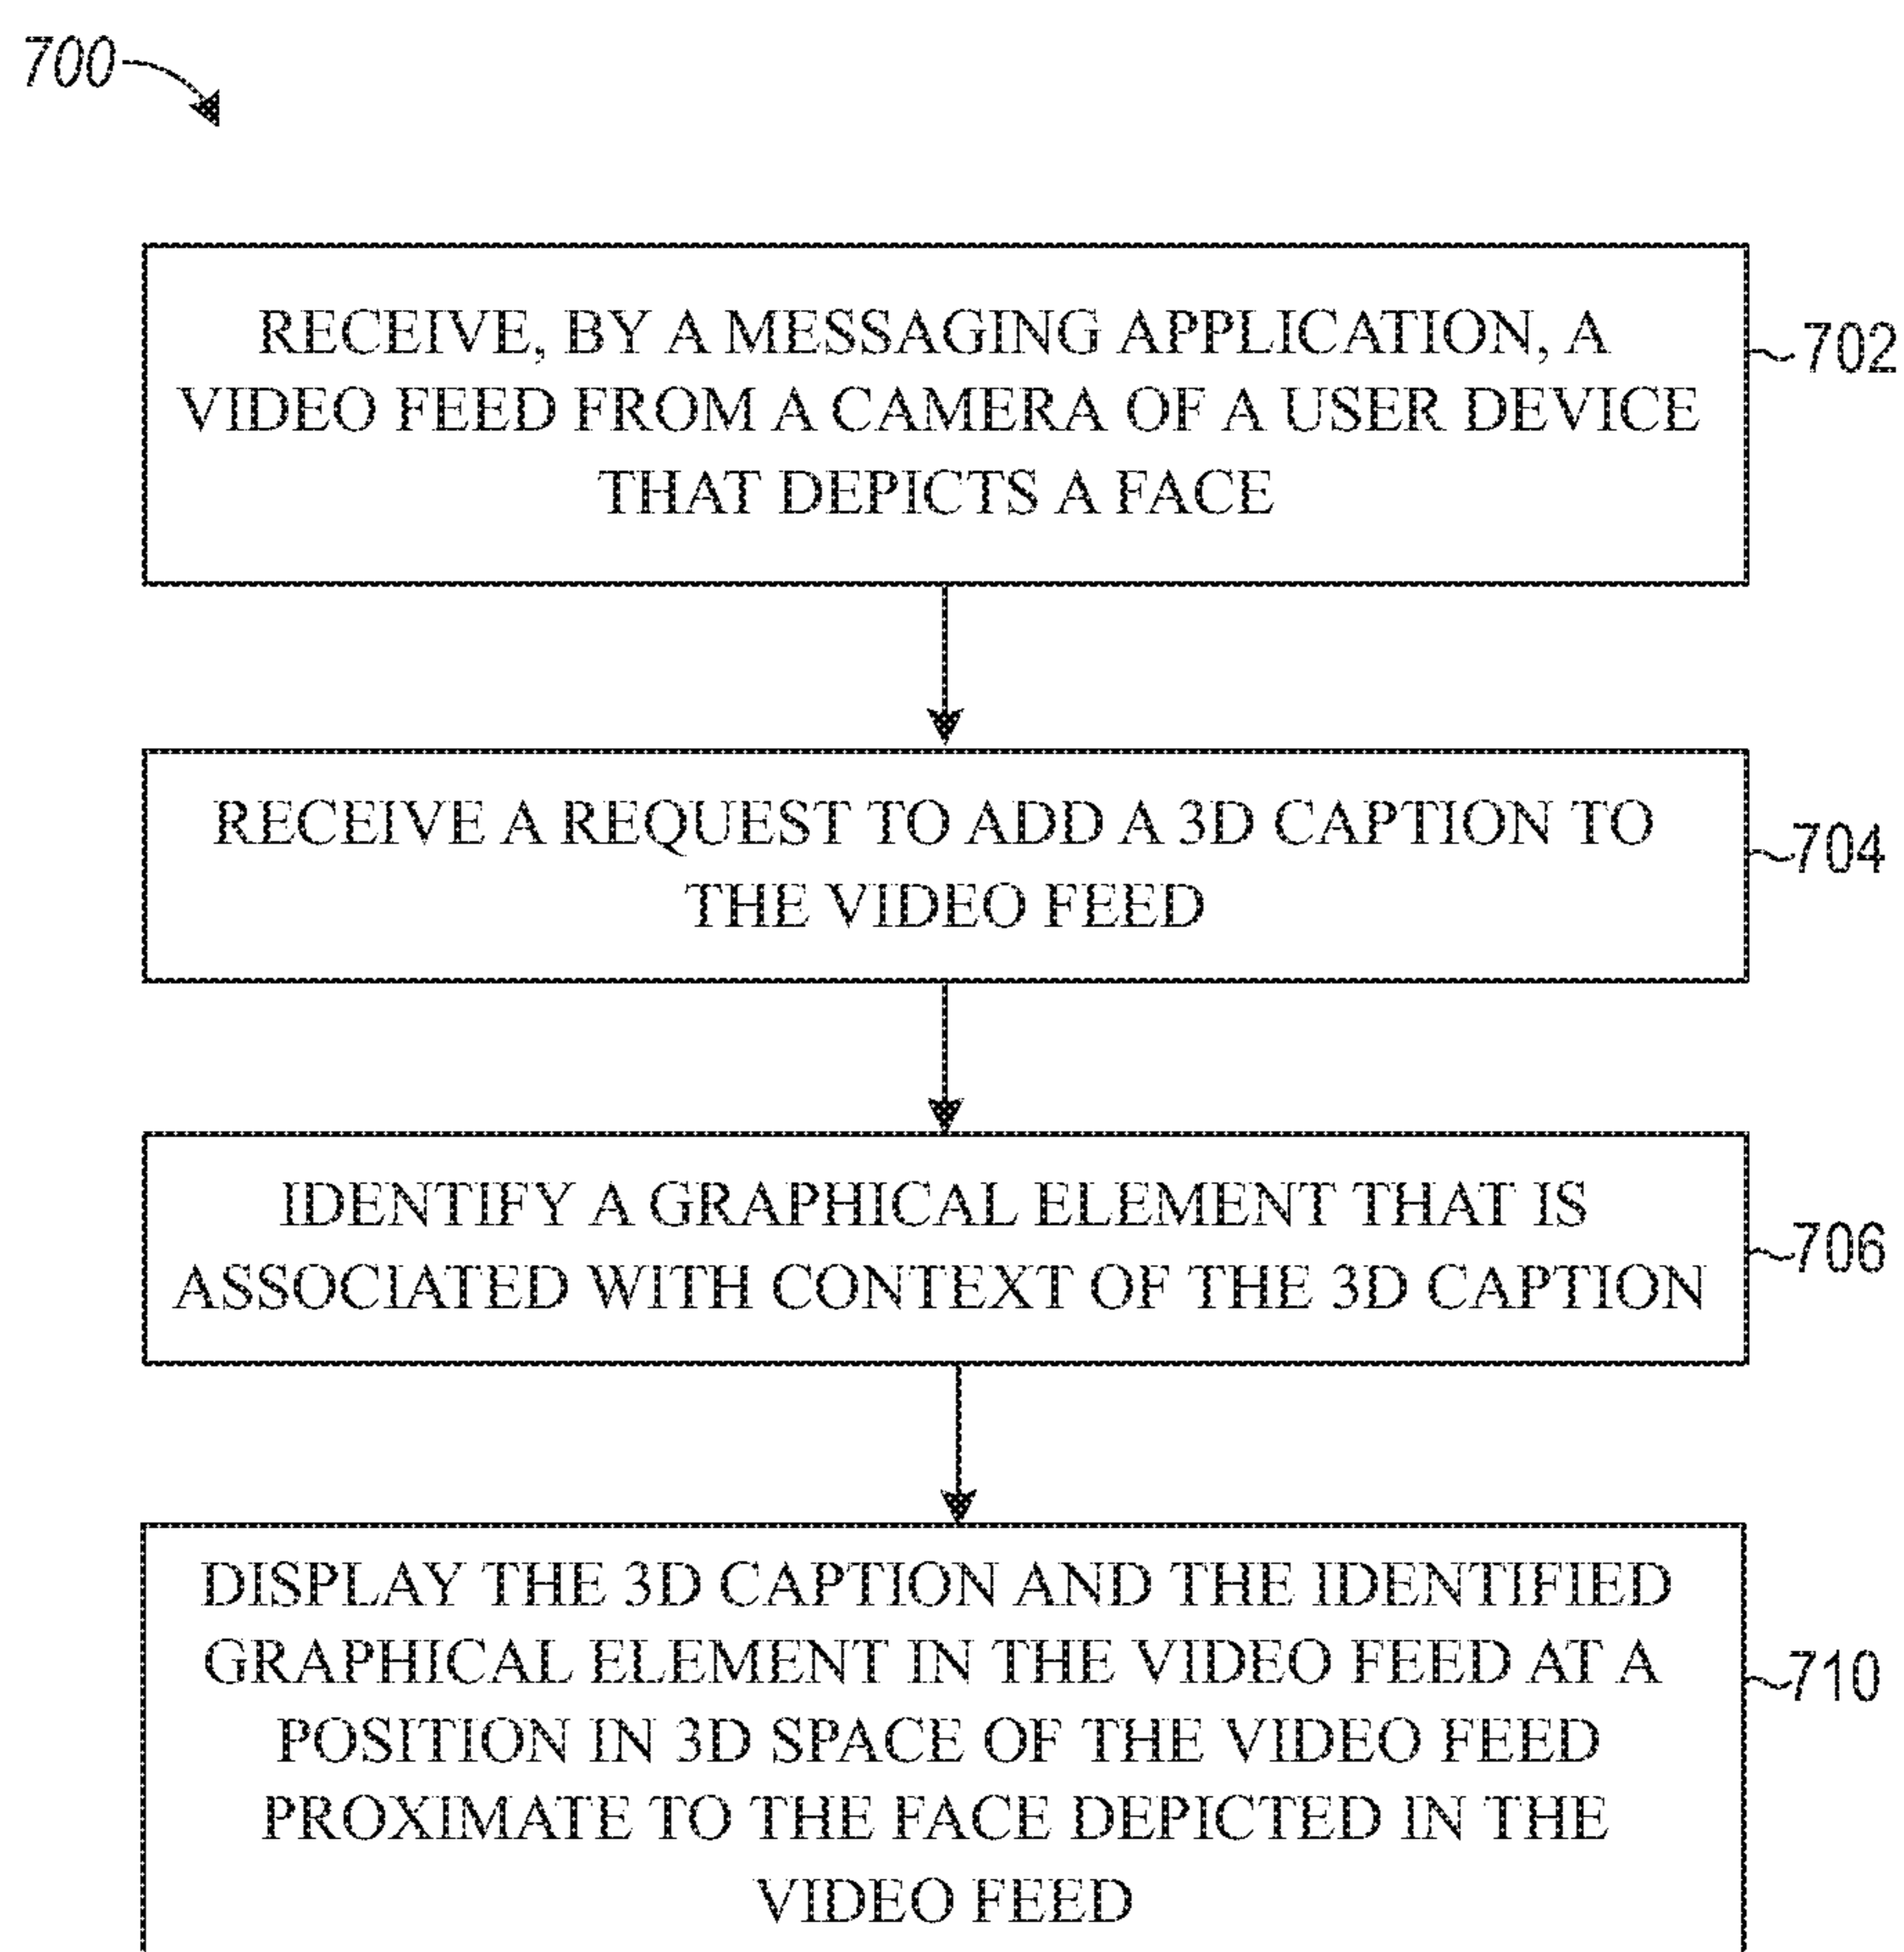 700
RECEIVE, BY A MESSAGING APPLICATION, A
VIDEO FEED FROM A CAMERA OF A USER DEVICE
THAT DEPICTS A FACE
702
RECEIVE A REQUEST TO ADD A 3D CAPTION TO
THE VIDEO FEED
704
IDENTIFY A GRAPHICAL ELEMENT THAT IS
ASSOCIATED WITH CONTEXT OF THE 3D CAPTION
706
DISPLAY THE 3D CAPTION AND THE IDENTIFIED
GRAPHICAL ELEMENT IN THE VIDEO FEED AT A
POSITION IN 3D SPACE OF THE VIDEO FEED
PROXIMATE TO THE FACE DEPICTED IN THE
VIDEO FEED
710